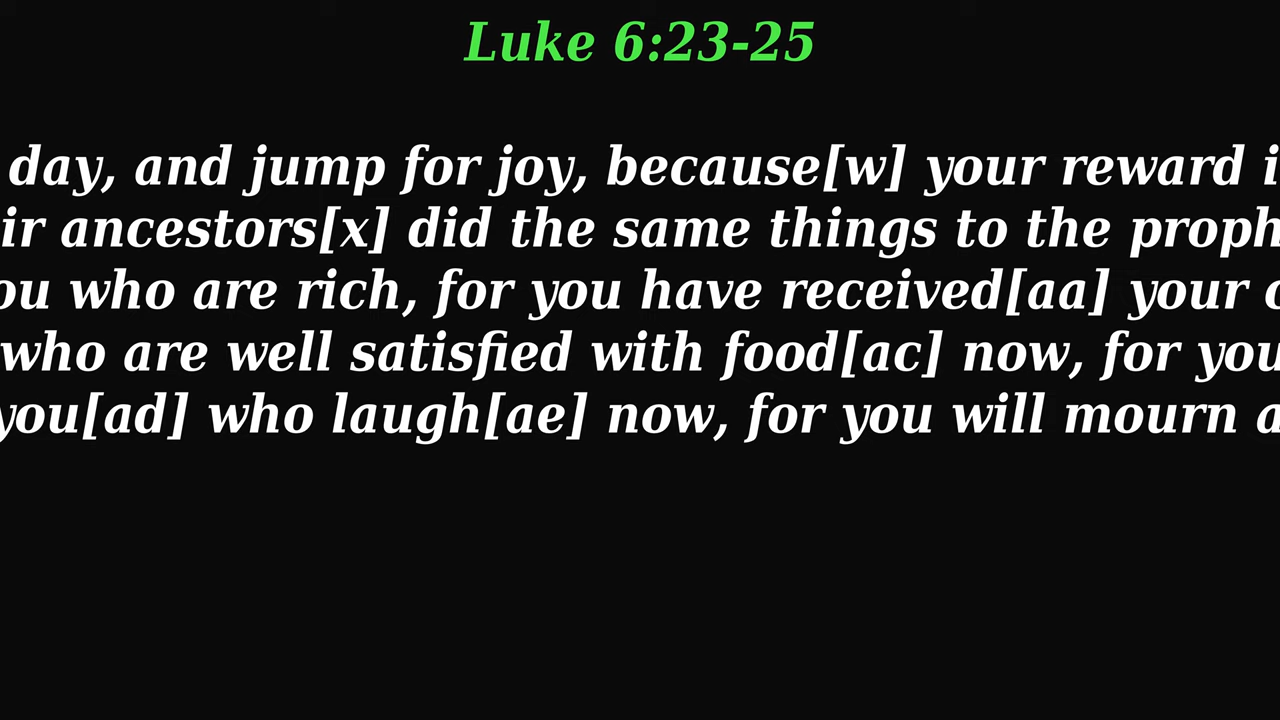 Luke 6:23-25
day, and jump for joy, because[w] your reward i
ir ancestors[x] did the same things to the proph
ou who are rich, for you have received[aa] your c
who are well satisfied with food[ac] now, for you
you[ad] who laugh[ae] now, for you will mourn a